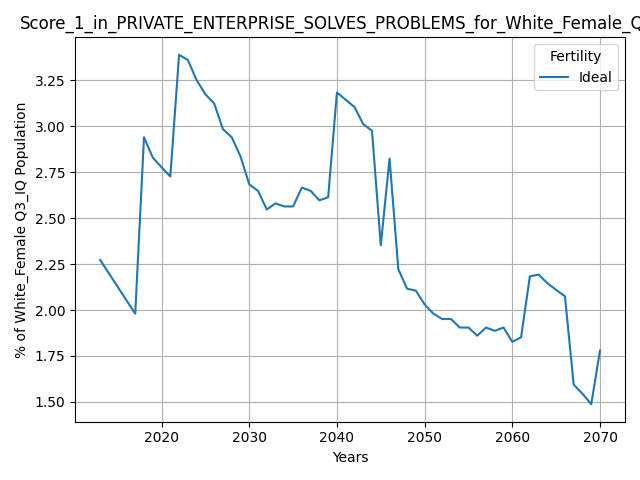 Score_1_in_PRIVATE_ENTERPRISE_SOLVES_PROBLEMS_for_White_Female_Q
Fertility
Ideal
% of White_Female Q3_IQ Population
3.25
3.00
2.75
2.50
2.25
2.00
1.75
1.50
2020 2030 2040 2050 2060 2070
Years